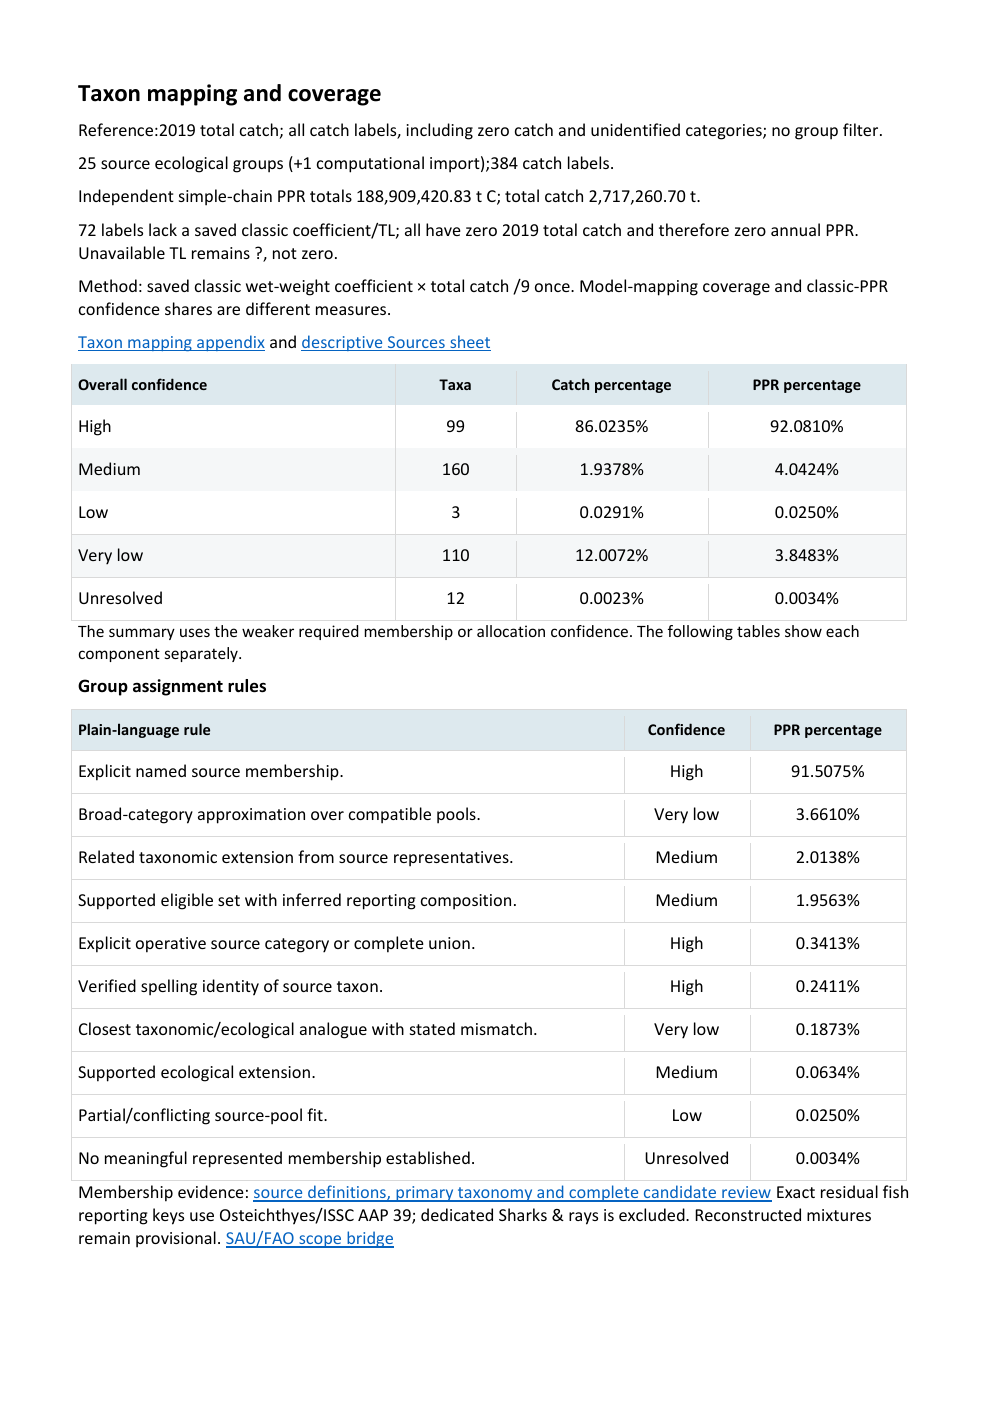 Taxon mapping and coverage
Reference:2019 total catch; all catch labels, including zero catch and unidentified categories; no group filter.
25 source ecological groups (+1 computational import);384 catch labels.
Independent simple-chain PPR totals 188,909,420.83 t C; total catch 2,717,260.70 t.
72 labels lack a saved classic coefficient/TL; all have zero 2019 total catch and therefore zero annual PPR.
Unavailable TL remains ?, not zero.
Method: saved classic wet-weight coefficient × total catch /9 once. Model-mapping coverage and classic-PPR
confidence shares are different measures.
Taxon mapping appendix and descriptive Sources sheet
Overall confidence Taxa Catch percentage PPR percentage
High 99 86.0235% 92.0810%
Medium 160 1.9378% 4.0424%
Low 3 0.0291% 0.0250%
Very low 110 12.0072% 3.8483%
Unresolved 12 0.0023% 0.0034%
The summary uses the weaker required membership or allocation confidence. The following tables show each
component separately.
Group assignment rules
Plain-language rule Confidence PPR percentage
Explicit named source membership. High 91.5075%
Broad-category approximation over compatible pools. Very low 3.6610%
Related taxonomic extension from source representatives. Medium 2.0138%
Supported eligible set with inferred reporting composition. Medium 1.9563%
Explicit operative source category or complete union. High 0.3413%
Verified spelling identity of source taxon. High 0.2411%
Closest taxonomic/ecological analogue with stated mismatch. Very low 0.1873%
Supported ecological extension. Medium 0.0634%
Partial/conflicting source-pool fit. Low 0.0250%
No meaningful represented membership established. Unresolved 0.0034%
Membership evidence: source definitions, primary taxonomy and complete candidate review Exact residual fish
reporting keys use Osteichthyes/ISSC AAP 39; dedicated Sharks & rays is excluded. Reconstructed mixtures
remain provisional. SAU/FAO scope bridge